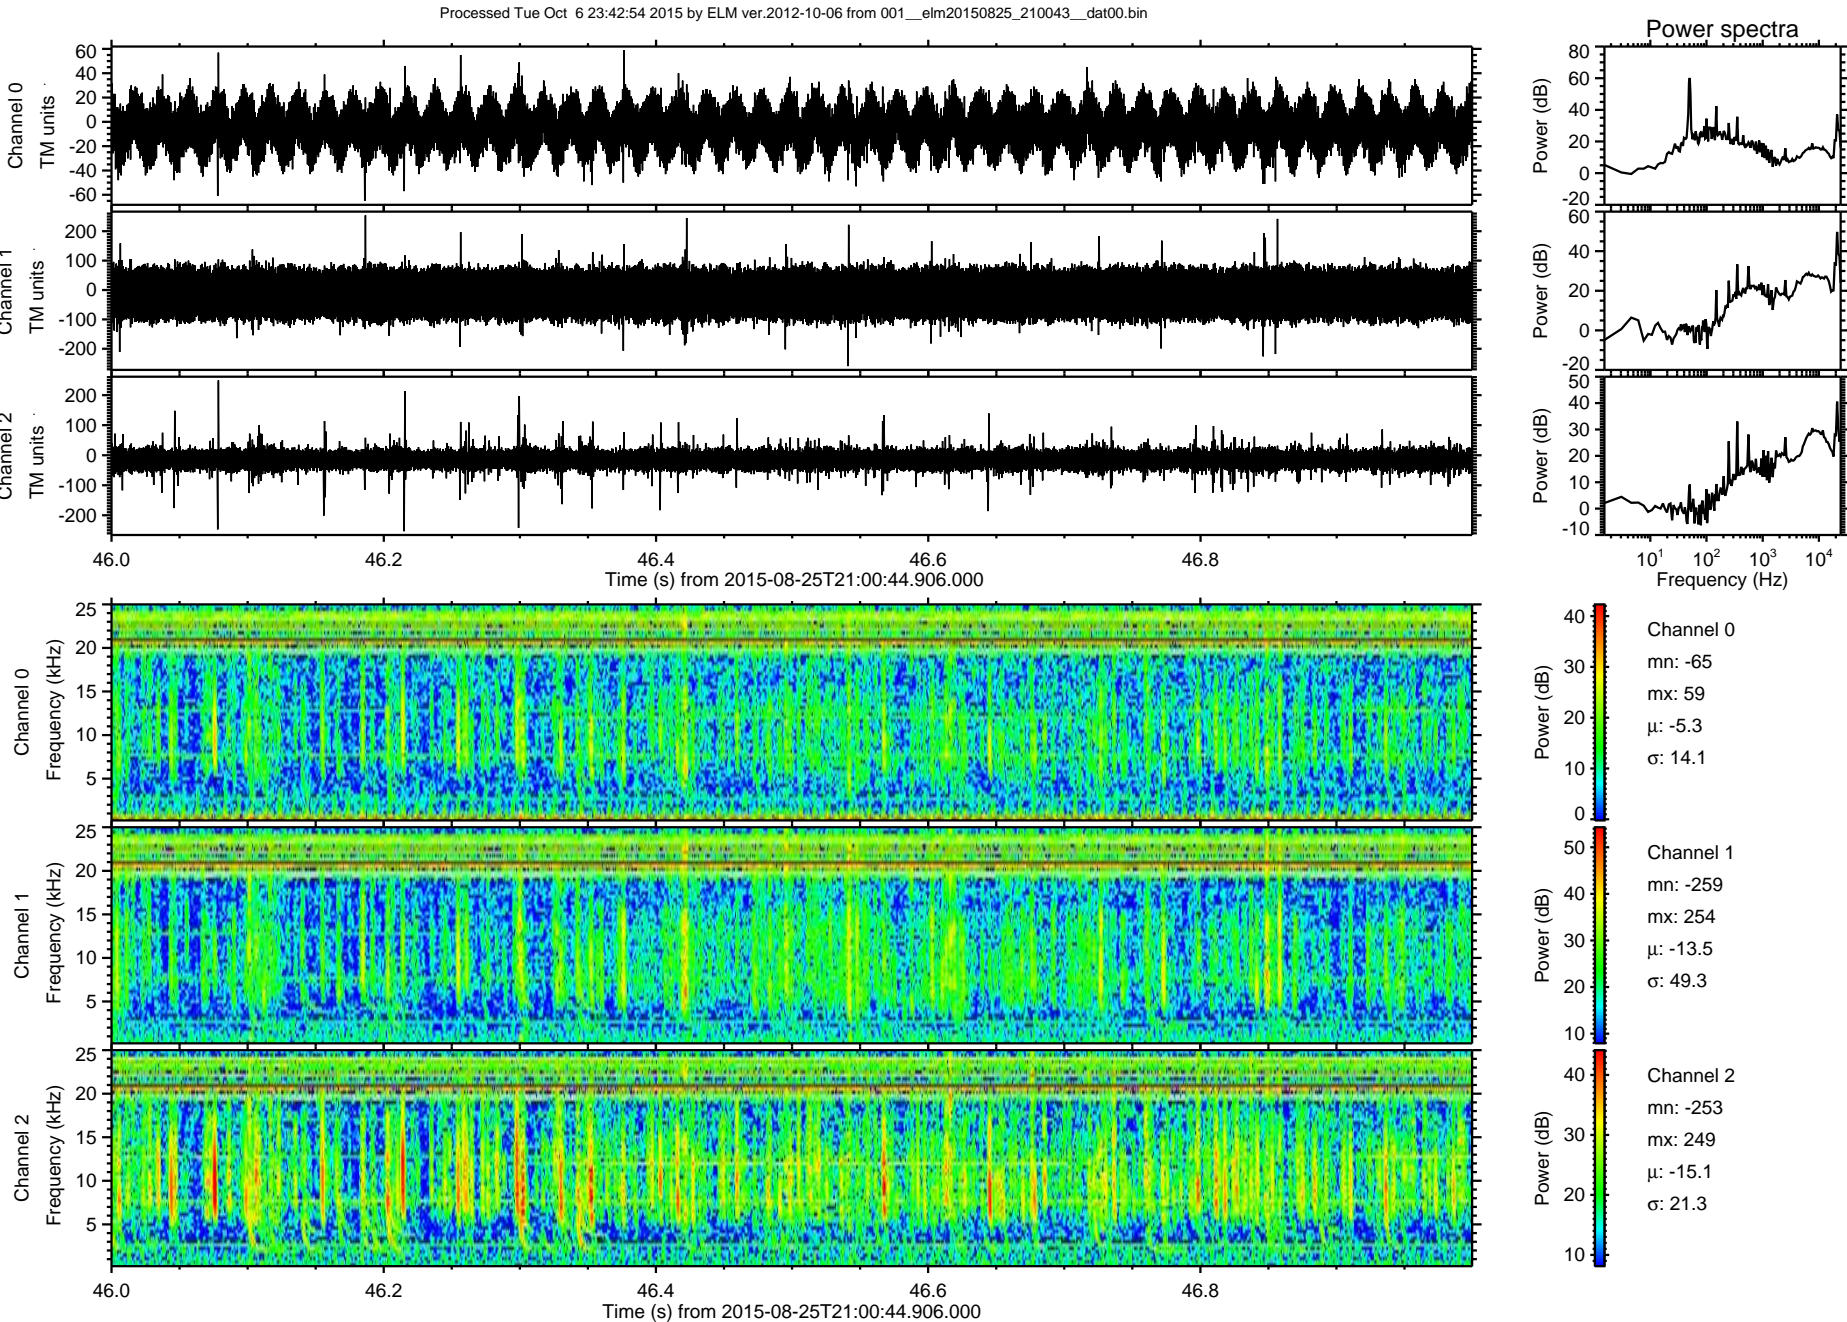 Processed Tue Oct  6 23:42:54 2015 by ELM ver.2012-10-06 from 001__elm20150825_210043__dat00.bin
Power spectra
Channel 0
TM units
60
40
20
0
-20
-40
-60
Power (dB)
80
60
40
20
0
-20
Channel 1
TM units
200
100
0
-100
-200
Power (dB)
60
40
20
0
-20
Channel 2
TM units
200
100
0
-100
-200
Power (dB)
50
40
30
20
10
0
-10
46.0 46.2 46.4 46.6 46.8
Time (s) from 2015-08-25T21:00:44.906.000
10^1 10^2 10^3 10^4
Frequency (Hz)
Channel 0
Frequency (kHz)
25
20
15
10
5
Power (dB)
40
30
20
10
0
Channel 0
mn: -65
mx: 59
μ: -5.3
σ: 14.1
Channel 1
Frequency (kHz)
25
20
15
10
5
Power (dB)
50
40
30
20
10
Channel 1
mn: -259
mx: 254
μ: -13.5
σ: 49.3
Channel 2
Frequency (kHz)
25
20
15
10
5
Power (dB)
40
30
20
10
Channel 2
mn: -253
mx: 249
μ: -15.1
σ: 21.3
46.0 46.2 46.4 46.6 46.8
Time (s) from 2015-08-25T21:00:44.906.000